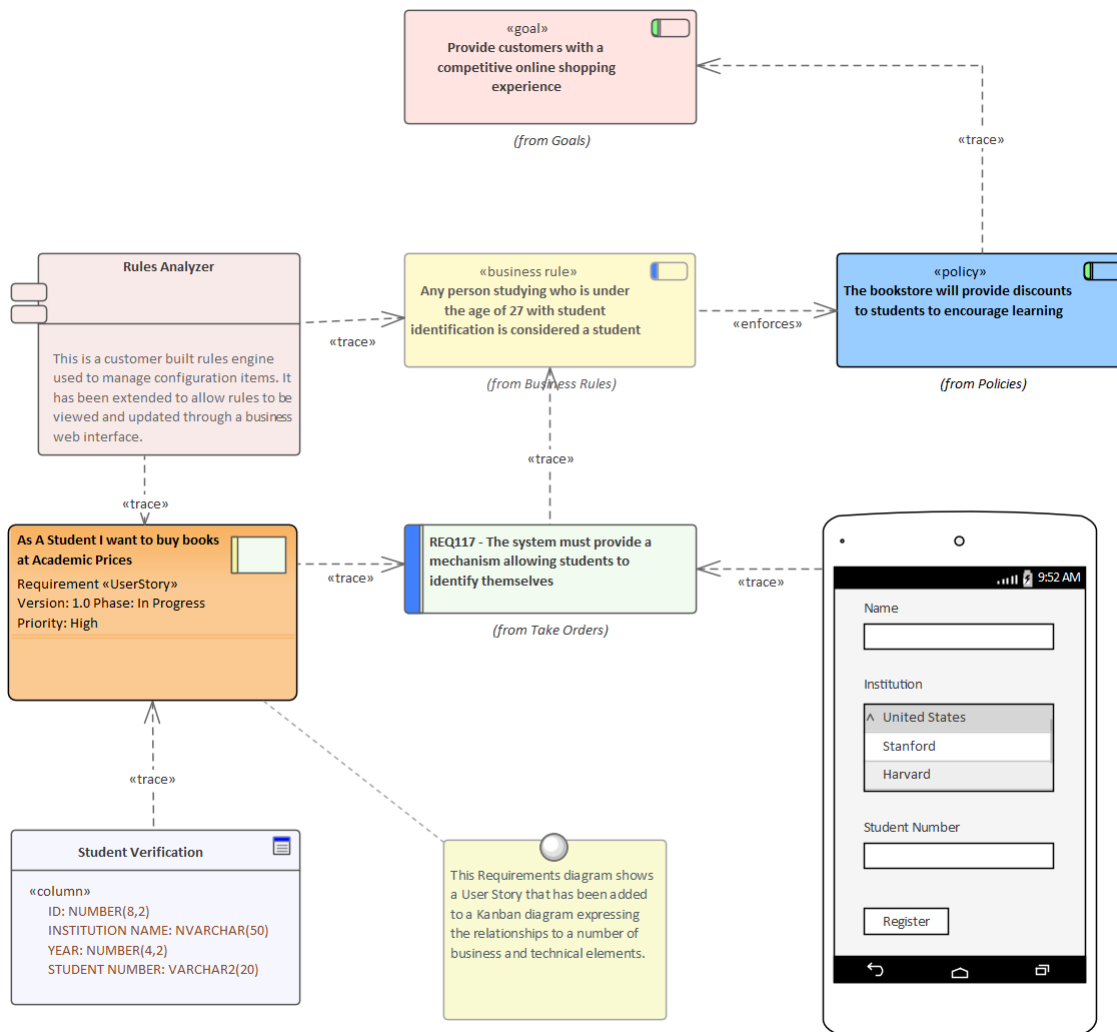 «goal»
Provide customers with a
competitive online shopping
experience
(from Goals)
«trace»
Rules Analyzer
This is a customer built rules engine
used to manage configuration items. It
has been extended to allow rules to be
viewed and updated through a business
web interface.
«trace»
«business rule»
Any person studying who is under
the age of 27 with student
identification is considered a student
(from Business Rules)
«enforces»
«policy»
The bookstore will provide discounts
to students to encourage learning
(from Policies)
«trace»
«trace»
As A Student I want to buy books
at Academic Prices
Requirement «UserStory»
Version: 1.0 Phase: In Progress
Priority: High
«trace»
REQ117 - The system must provide a
mechanism allowing students to
identify themselves
(from Take Orders)
«trace»
9:52 AM
Name
Institution
^ United States
Stanford
Harvard
Student Number
Register
«trace»
Student Verification
«column»
ID: NUMBER(8,2)
INSTITUTION NAME: NVARCHAR(50)
YEAR: NUMBER(4,2)
STUDENT NUMBER: VARCHAR2(20)
This Requirements diagram shows
a User Story that has been added
to a Kanban diagram expressing
the relationships to a number of
business and technical elements.